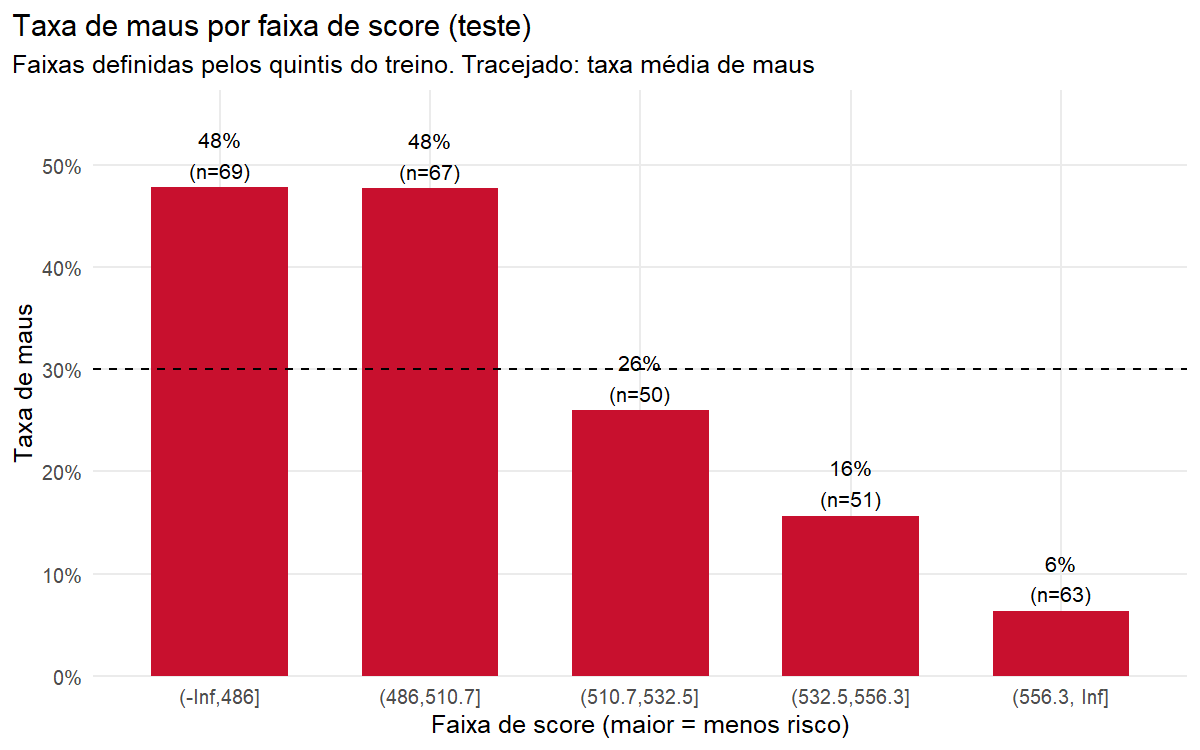 Taxa de maus por faixa de score (teste)
Faixas definidas pelos quintis do treino. Tracejado: taxa média de maus
Taxa de maus
50%
40%
30%
20%
10%
0%
48%
(n=69)
48%
(n=67)
26%
(n=50)
16%
(n=51)
6%
(n=63)
(-Inf,486]
(486,510.7]
(510.7,532.5]
(532.5,556.3]
(556.3, Inf]
Faixa de score (maior = menos risco)